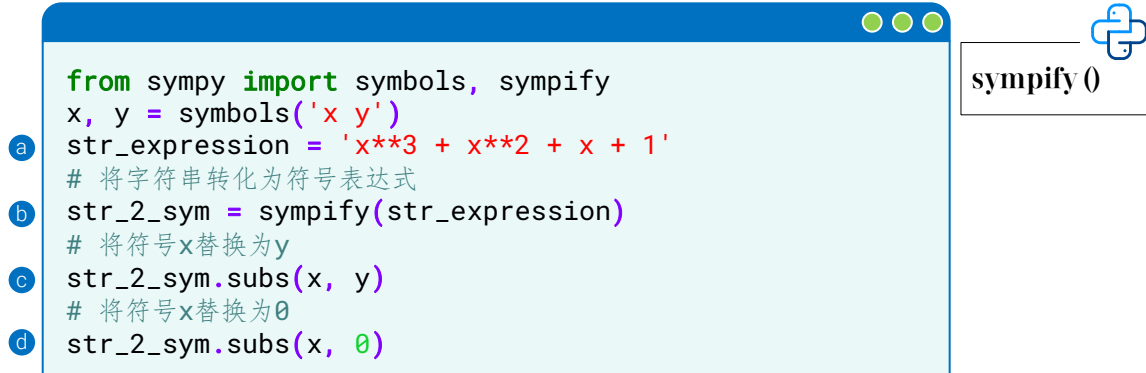 from sympy import symbols, sympify
sympify ()
x, y = symbols('x y')
a str_expression = 'x**3 + x**2 + x + 1'
# 将字符串转化为符号表达式
b str_2_sym = sympify(str_expression)
# 将符号x替换为y
c str_2_sym.subs(x, y)
# 将符号x替换为0
d str_2_sym.subs(x, 0)